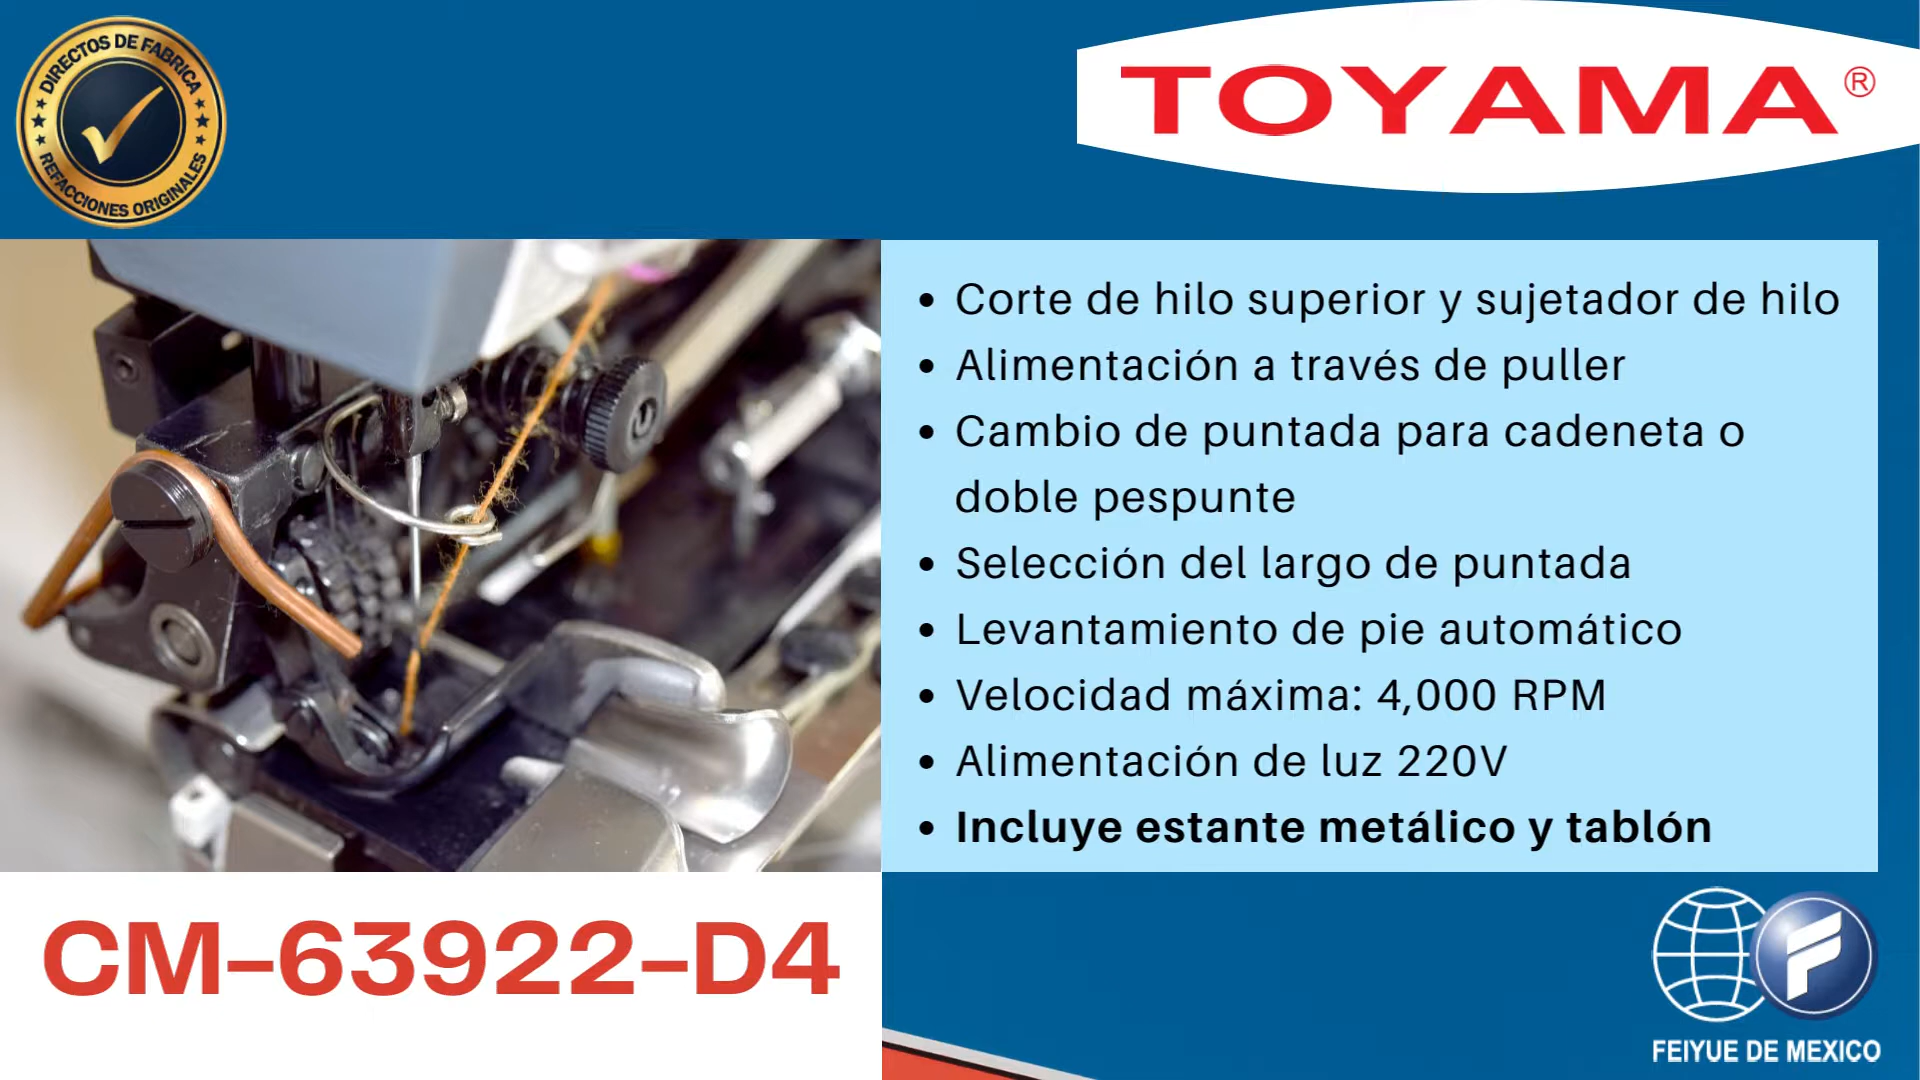 DIRECTOS DE FABRICA
REFACCIONES ORIGINALES
TOYAMA®
• Corte de hilo superior y sujetador de hilo
• Alimentación a través de puller
• Cambio de puntada para cadeneta o
doble pespunte
• Selección del largo de puntada
• Levantamiento de pie automático
• Velocidad máxima: 4,000 RPM
• Alimentación de luz 220V
• Incluye estante metálico y tablón
CM-63922-D4
F
FEIYUE DE MEXICO